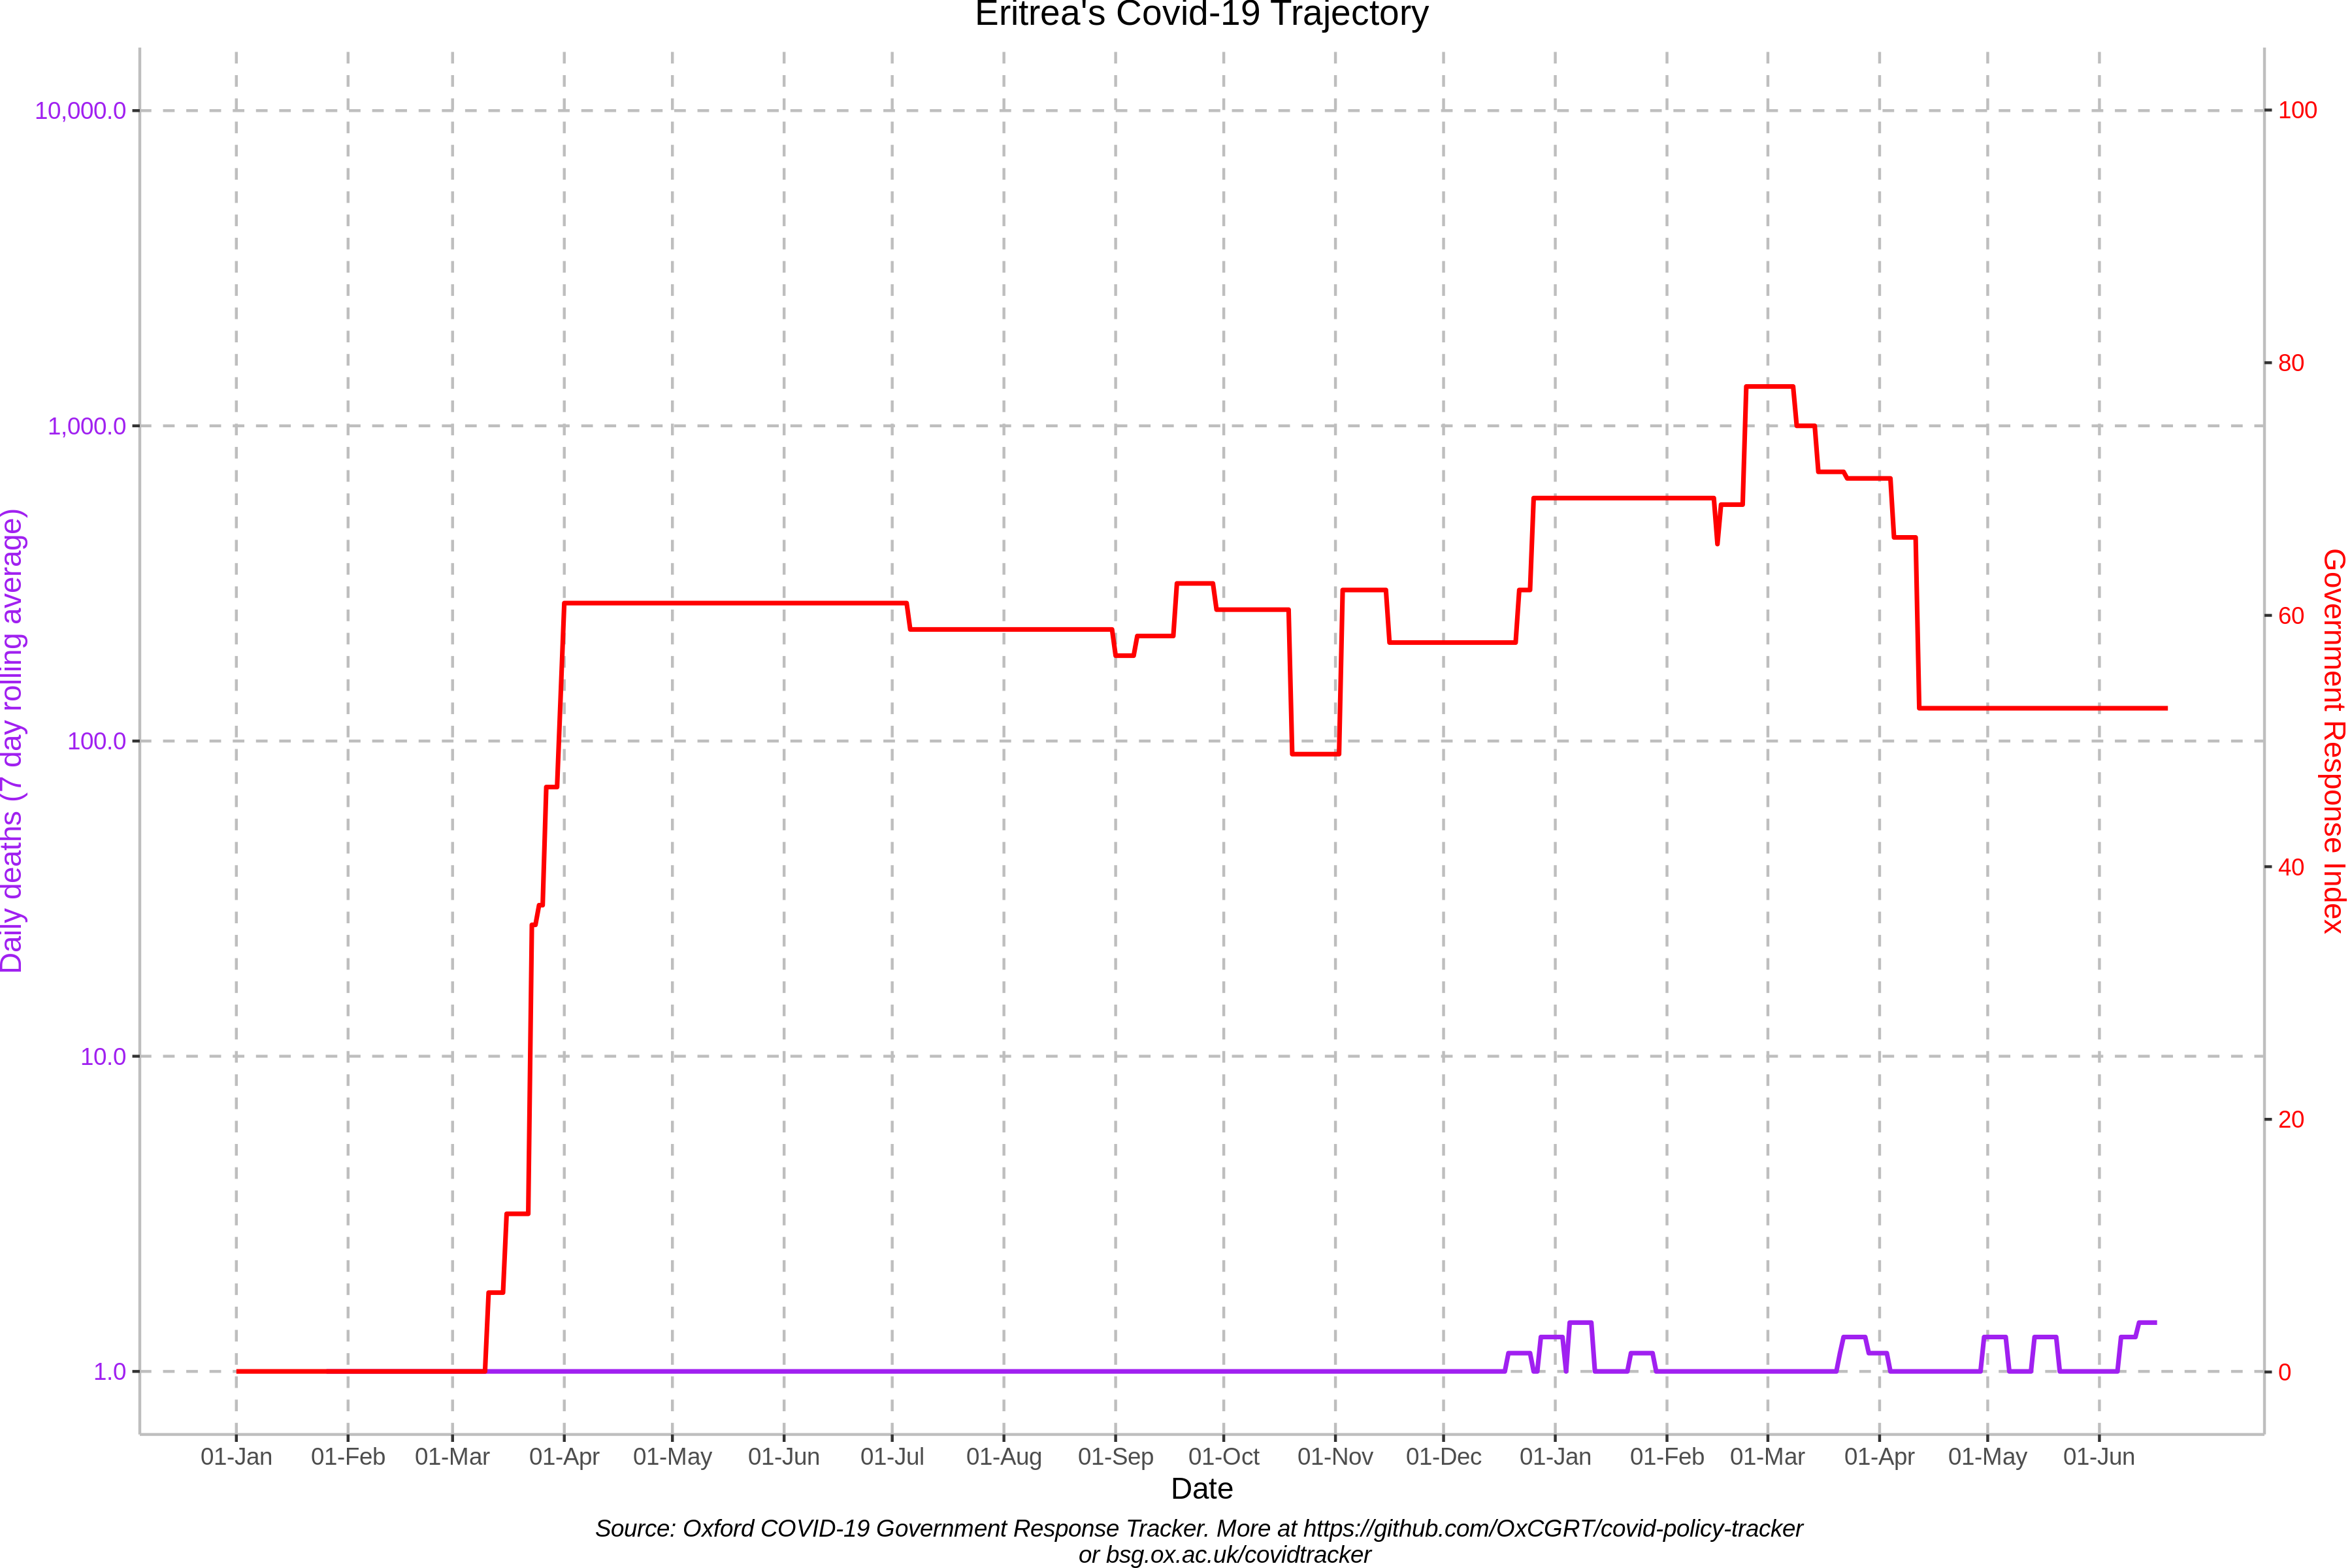 Eritrea's Covid-19 Trajectory
10,000.0
1,000.0
100.0
10.0
1.0
Daily deaths (7 day rolling average)
100
80
60
40
20
0
Government Response Index
01-Jan 01-Feb 01-Mar 01-Apr 01-May 01-Jun 01-Jul 01-Aug 01-Sep 01-Oct 01-Nov 01-Dec 01-Jan 01-Feb 01-Mar 01-Apr 01-May 01-Jun
Date
Source: Oxford COVID-19 Government Response Tracker. More at https://github.com/OxCGRT/covid-policy-tracker
or bsg.ox.ac.uk/covidtracker